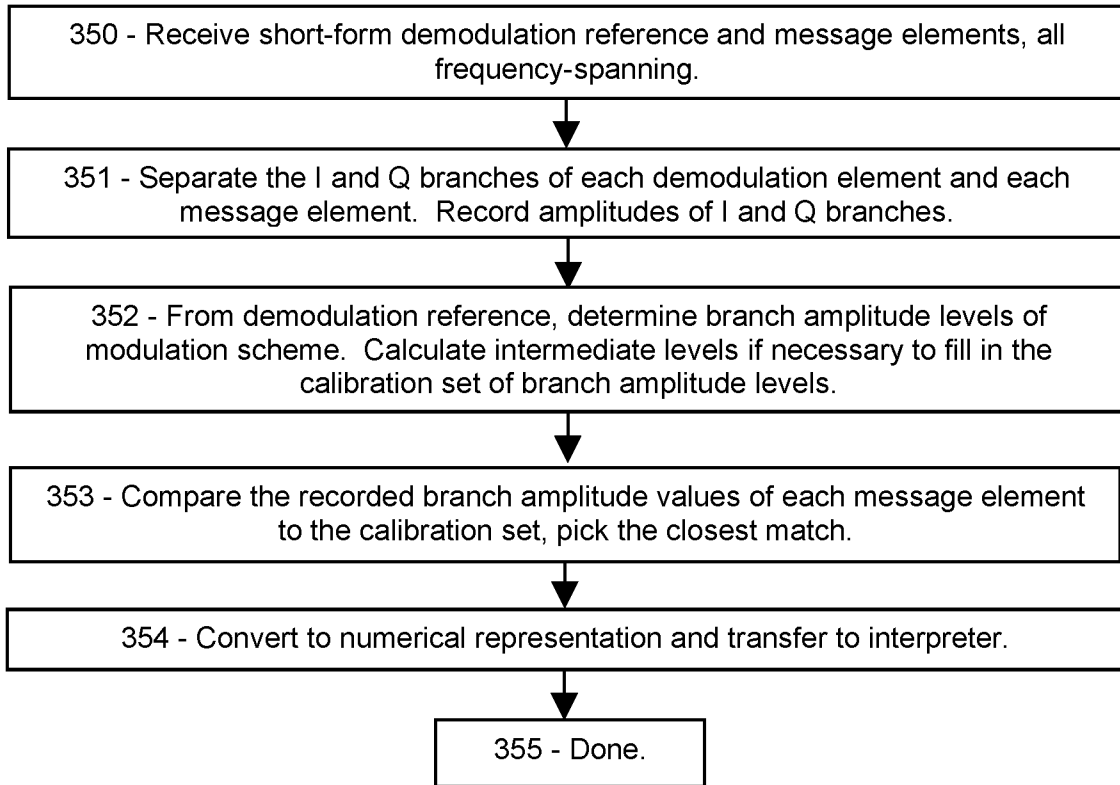 350 - Receive short-form demodulation reference and message elements, all
frequency-spanning.
351 - Separate the I and Q branches of each demodulation element and each
message element.  Record amplitudes of I and Q branches.
352 - From demodulation reference, determine branch amplitude levels of
modulation scheme.  Calculate intermediate levels if necessary to fill in the
calibration set of branch amplitude levels.
353 - Compare the recorded branch amplitude values of each message element
to the calibration set, pick the closest match.
354 - Convert to numerical representation and transfer to interpreter.
355 - Done.